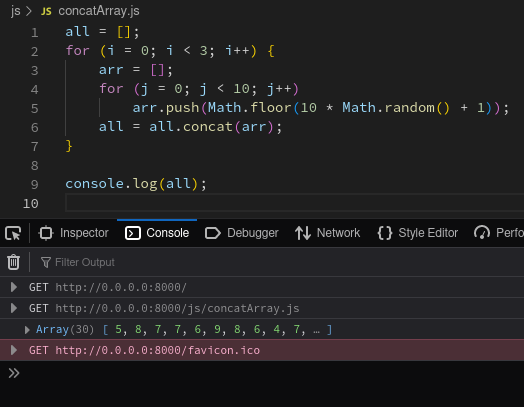 js > JS concatArray.js
1 all = [];
2 for (i = 0; i < 3; i++) {
3     arr = [];
4     for (j = 0; j < 10; j++)
5         arr.push(Math.floor(10 * Math.random() + 1));
6     all = all.concat(arr);
7 }
8
9 console.log(all);
10
Inspector Console Debugger Network {} Style Editor Perfo
Filter Output
GET http://0.0.0.0:8000/
GET http://0.0.0.0:8000/js/concatArray.js
Array(30) [ 5, 8, 7, 7, 6, 9, 8, 6, 4, 7, … ]
GET http://0.0.0.0:8000/favicon.ico
»